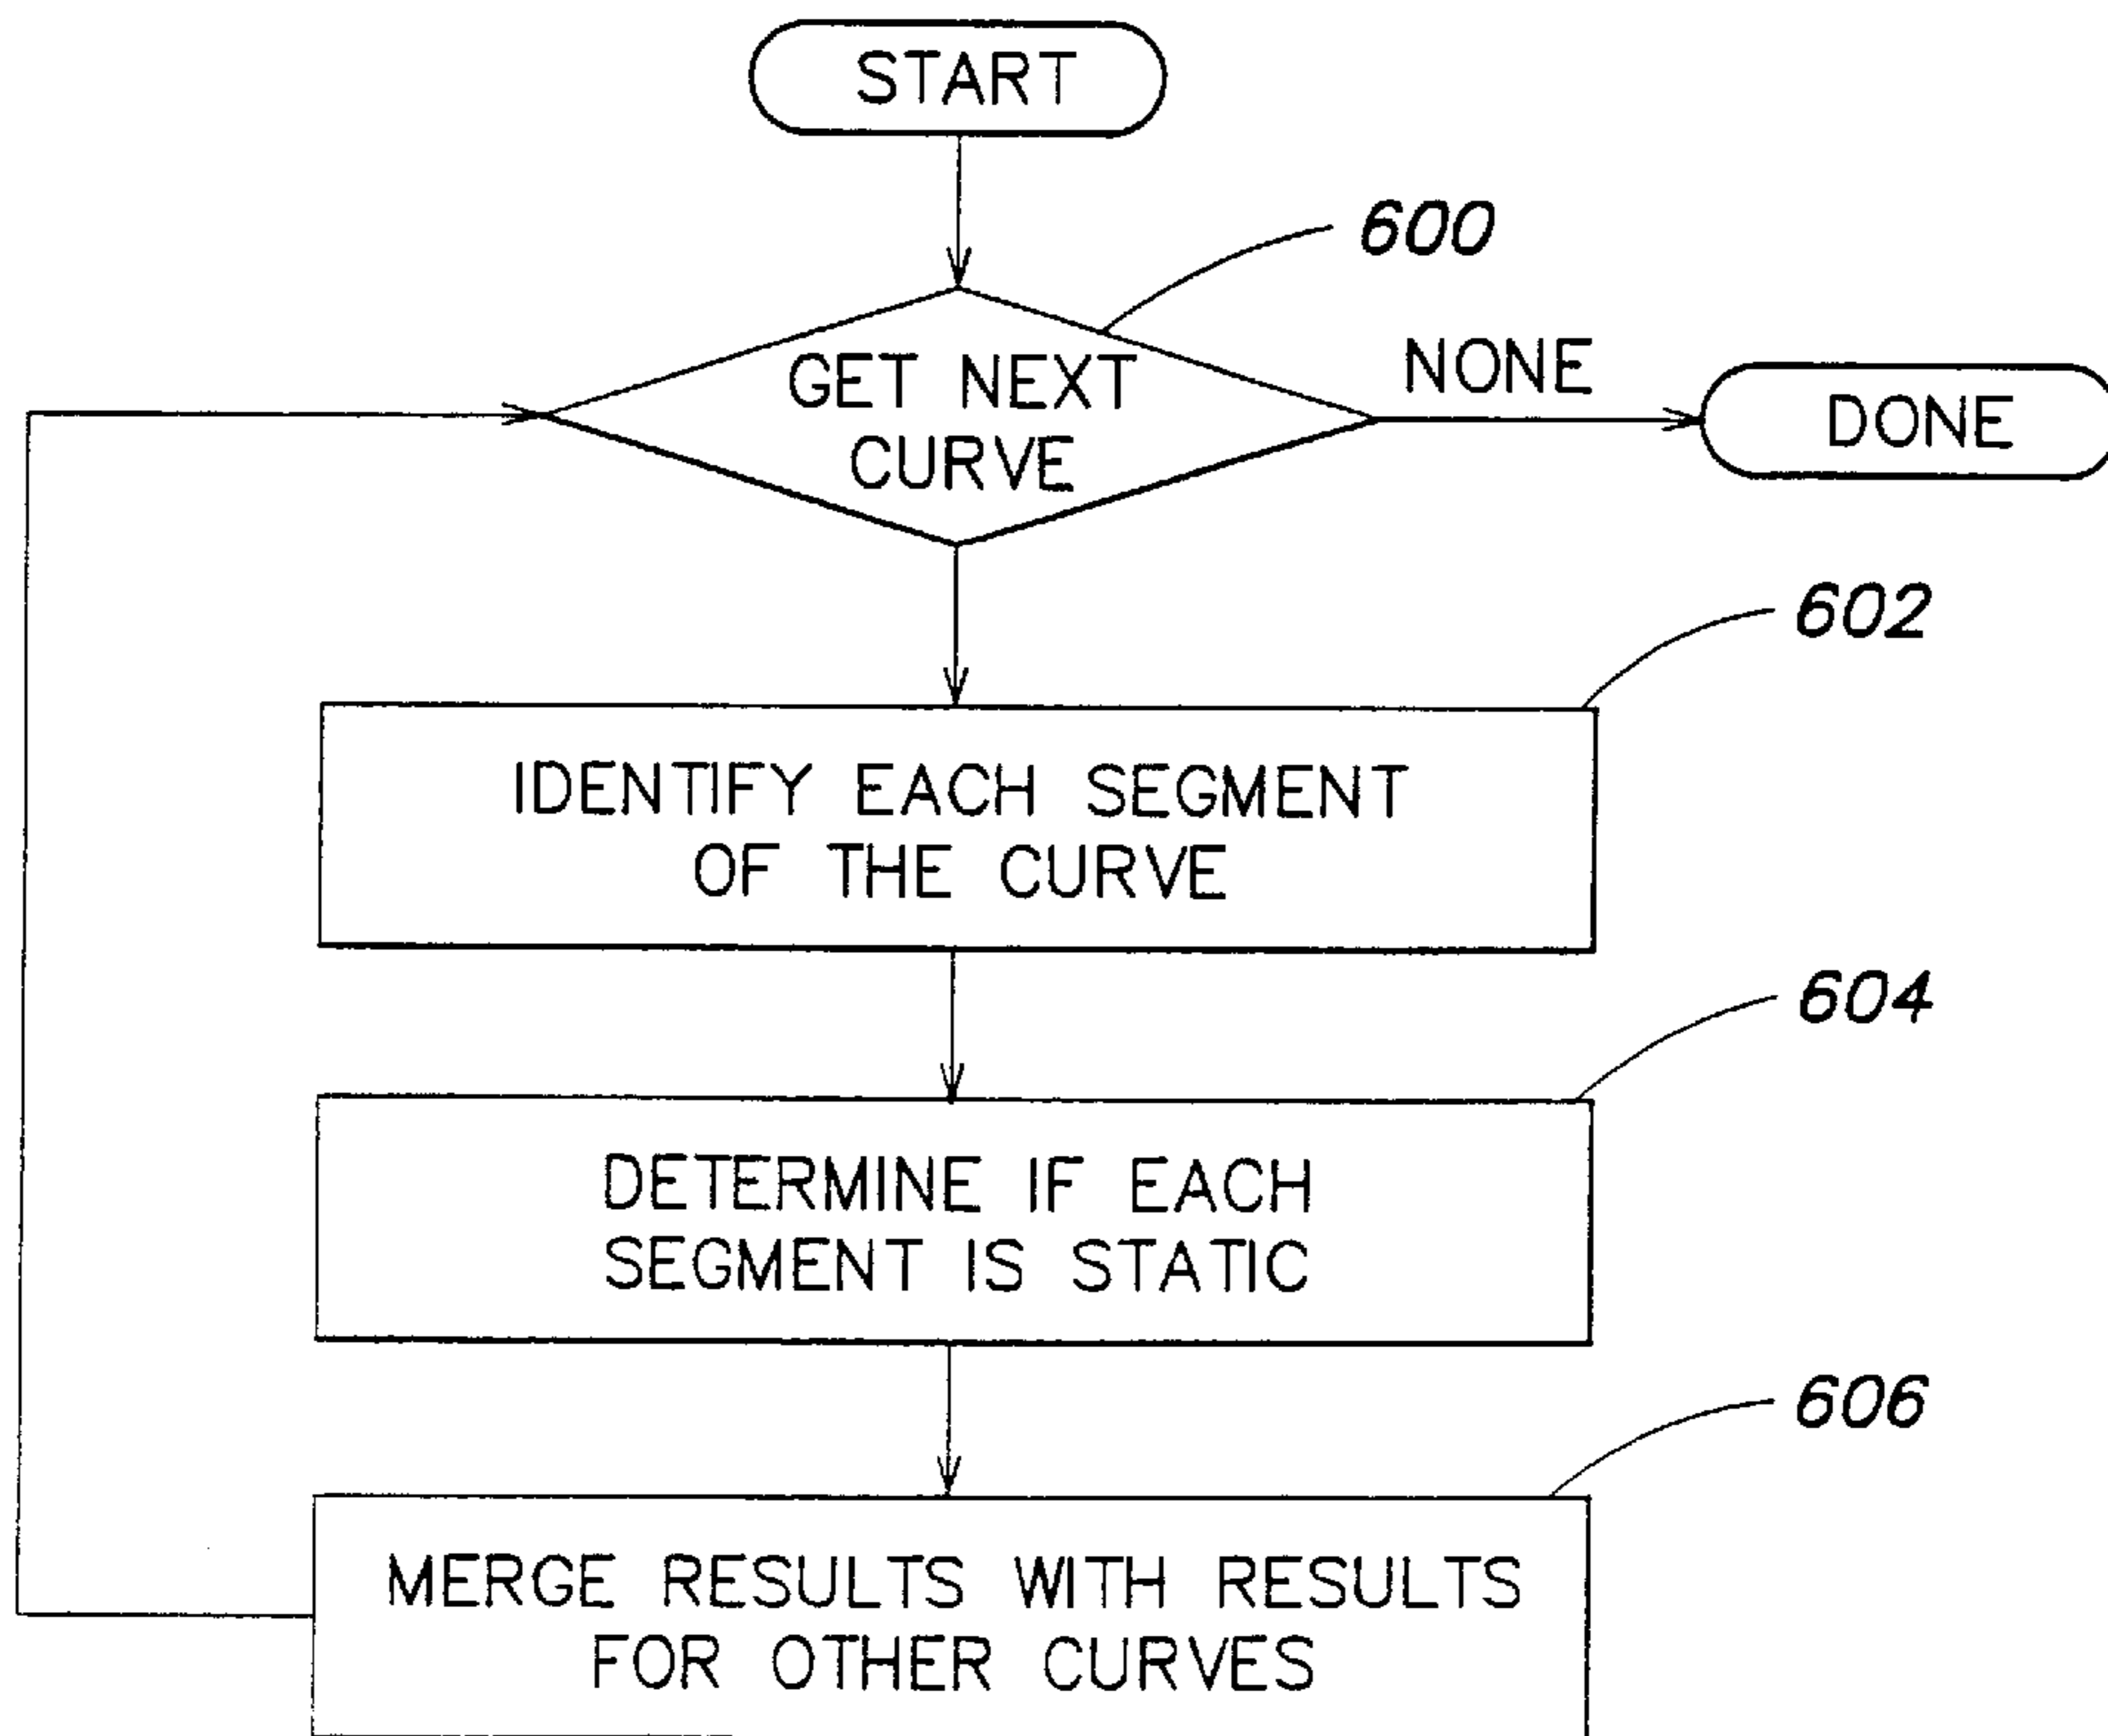 START
600
GET NEXT
CURVE
NONE
DONE
602
IDENTIFY EACH SEGMENT
OF THE CURVE
604
DETERMINE IF EACH
SEGMENT IS STATIC
606
MERGE RESULTS WITH RESULTS
FOR OTHER CURVES